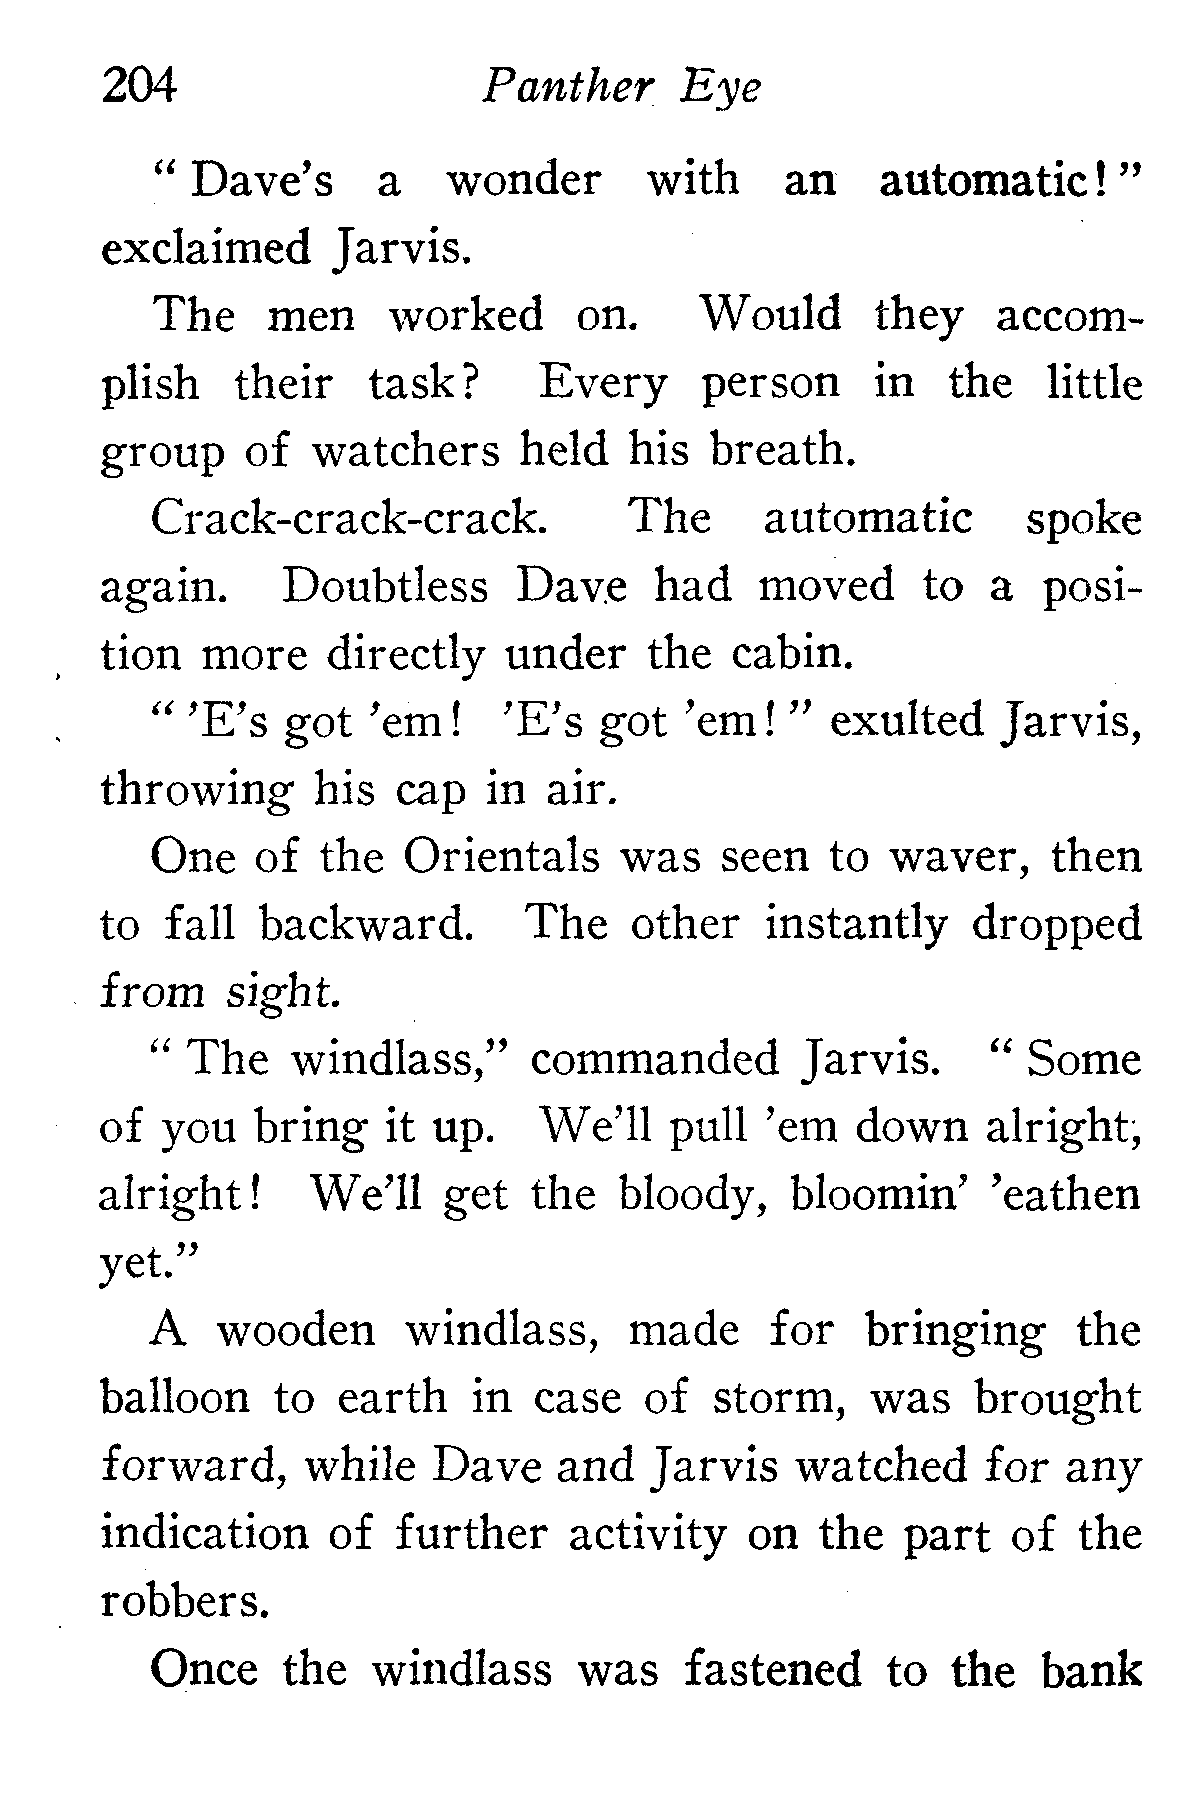 204 Panther Eye
“ Dave’s a wonder with an automatic! ”
exclaimed Jarvis.
The men worked on. Would they accom-
plish their task? Every person in the little
group of watchers held his breath.
Crack-crack-crack. The automatic spoke
again. Doubtless Dave had moved to a posi-
tion more directly under the cabin.
“ ’E’s got ’em! ’E’s got ’em! ” exulted Jarvis,
throwing his cap in air.
One of the Orientals was seen to waver, then
to fall backward. The other instantly dropped
from sight.
“ The windlass,” commanded Jarvis. “ Some
of you bring it up. We’ll pull ’em down alright,
alright! We’ll get the bloody, bloomin’ ’eathen
yet.”
A wooden windlass, made for bringing the
balloon to earth in case of storm, was brought
forward, while Dave and Jarvis watched for any
indication of further activity on the part of the
robbers.
Once the windlass was fastened to the bank